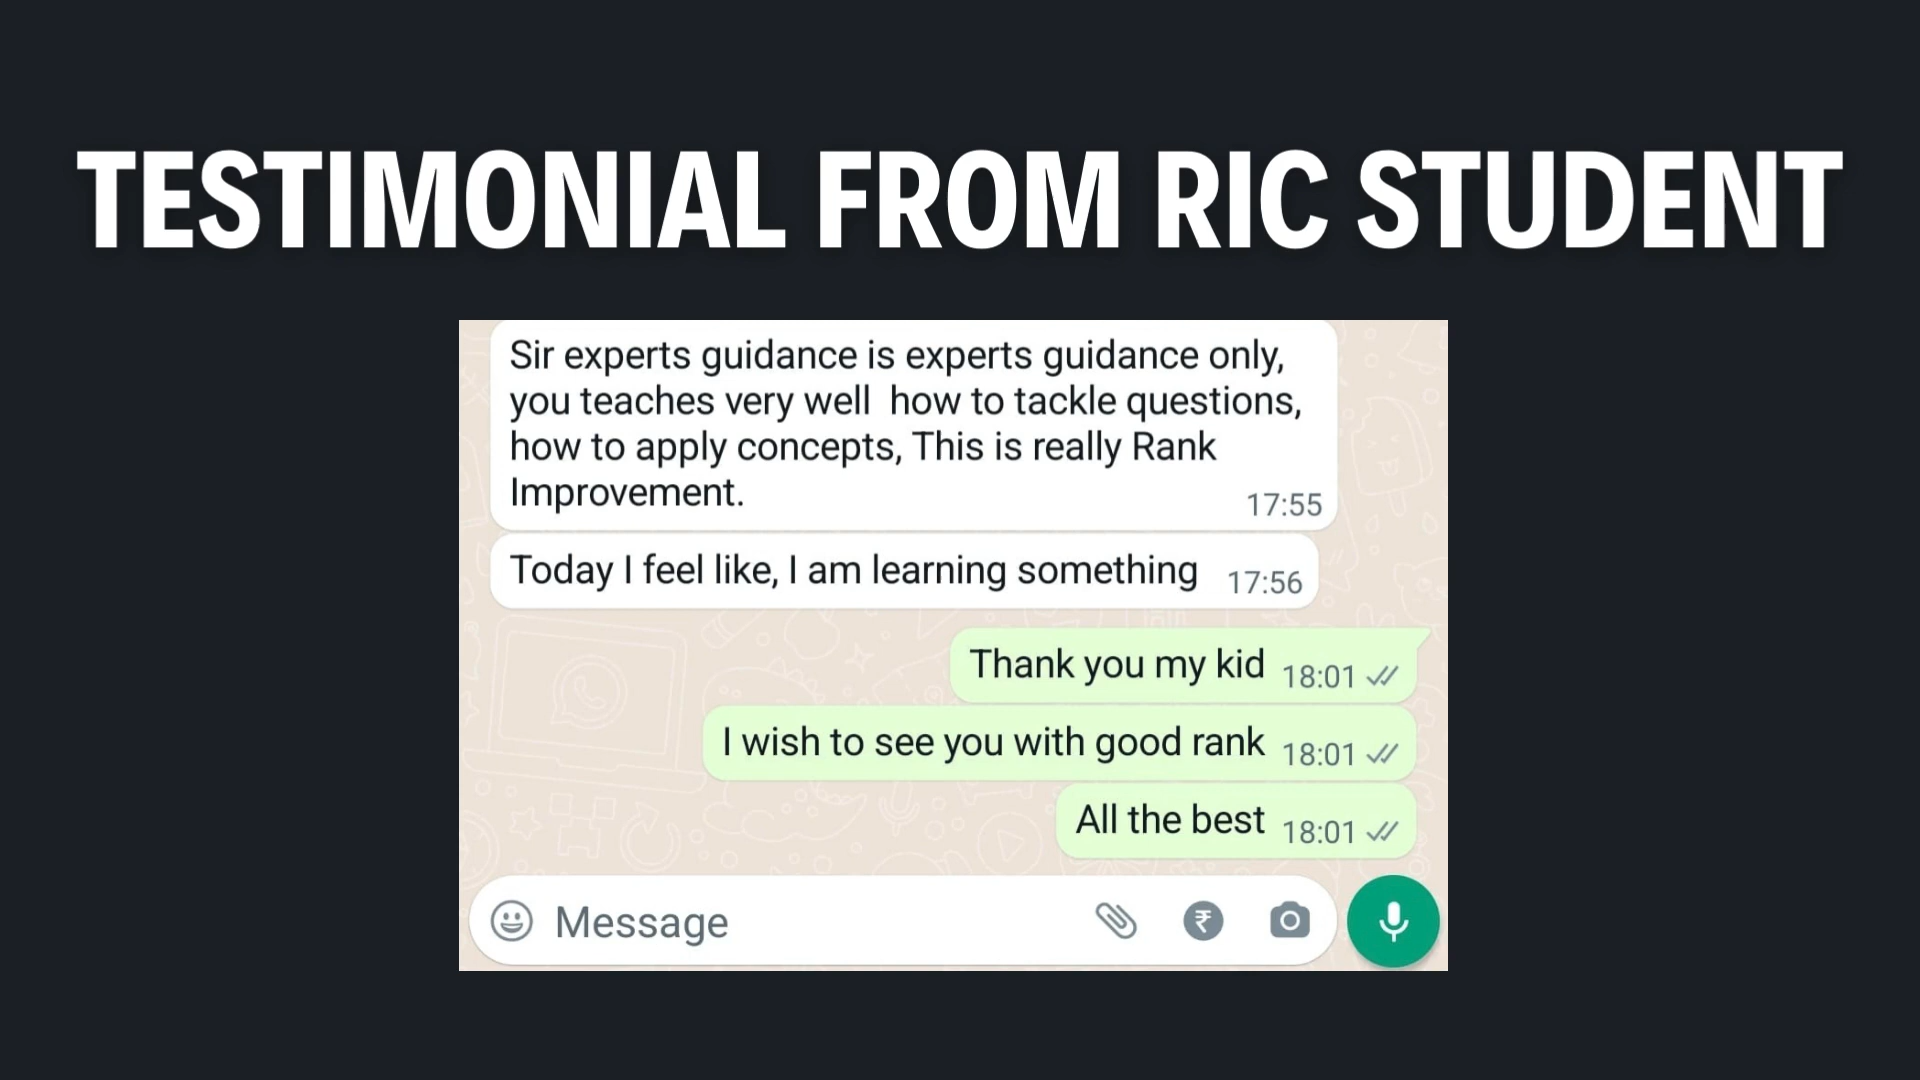 TESTIMONIAL FROM RIC STUDENT
Sir experts guidance is experts guidance only,
you teaches very well  how to tackle questions,
how to apply concepts, This is really Rank
Improvement.
17:55
Today I feel like, I am learning something 17:56
Thank you my kid 18:01
I wish to see you with good rank 18:01
All the best 18:01
Message